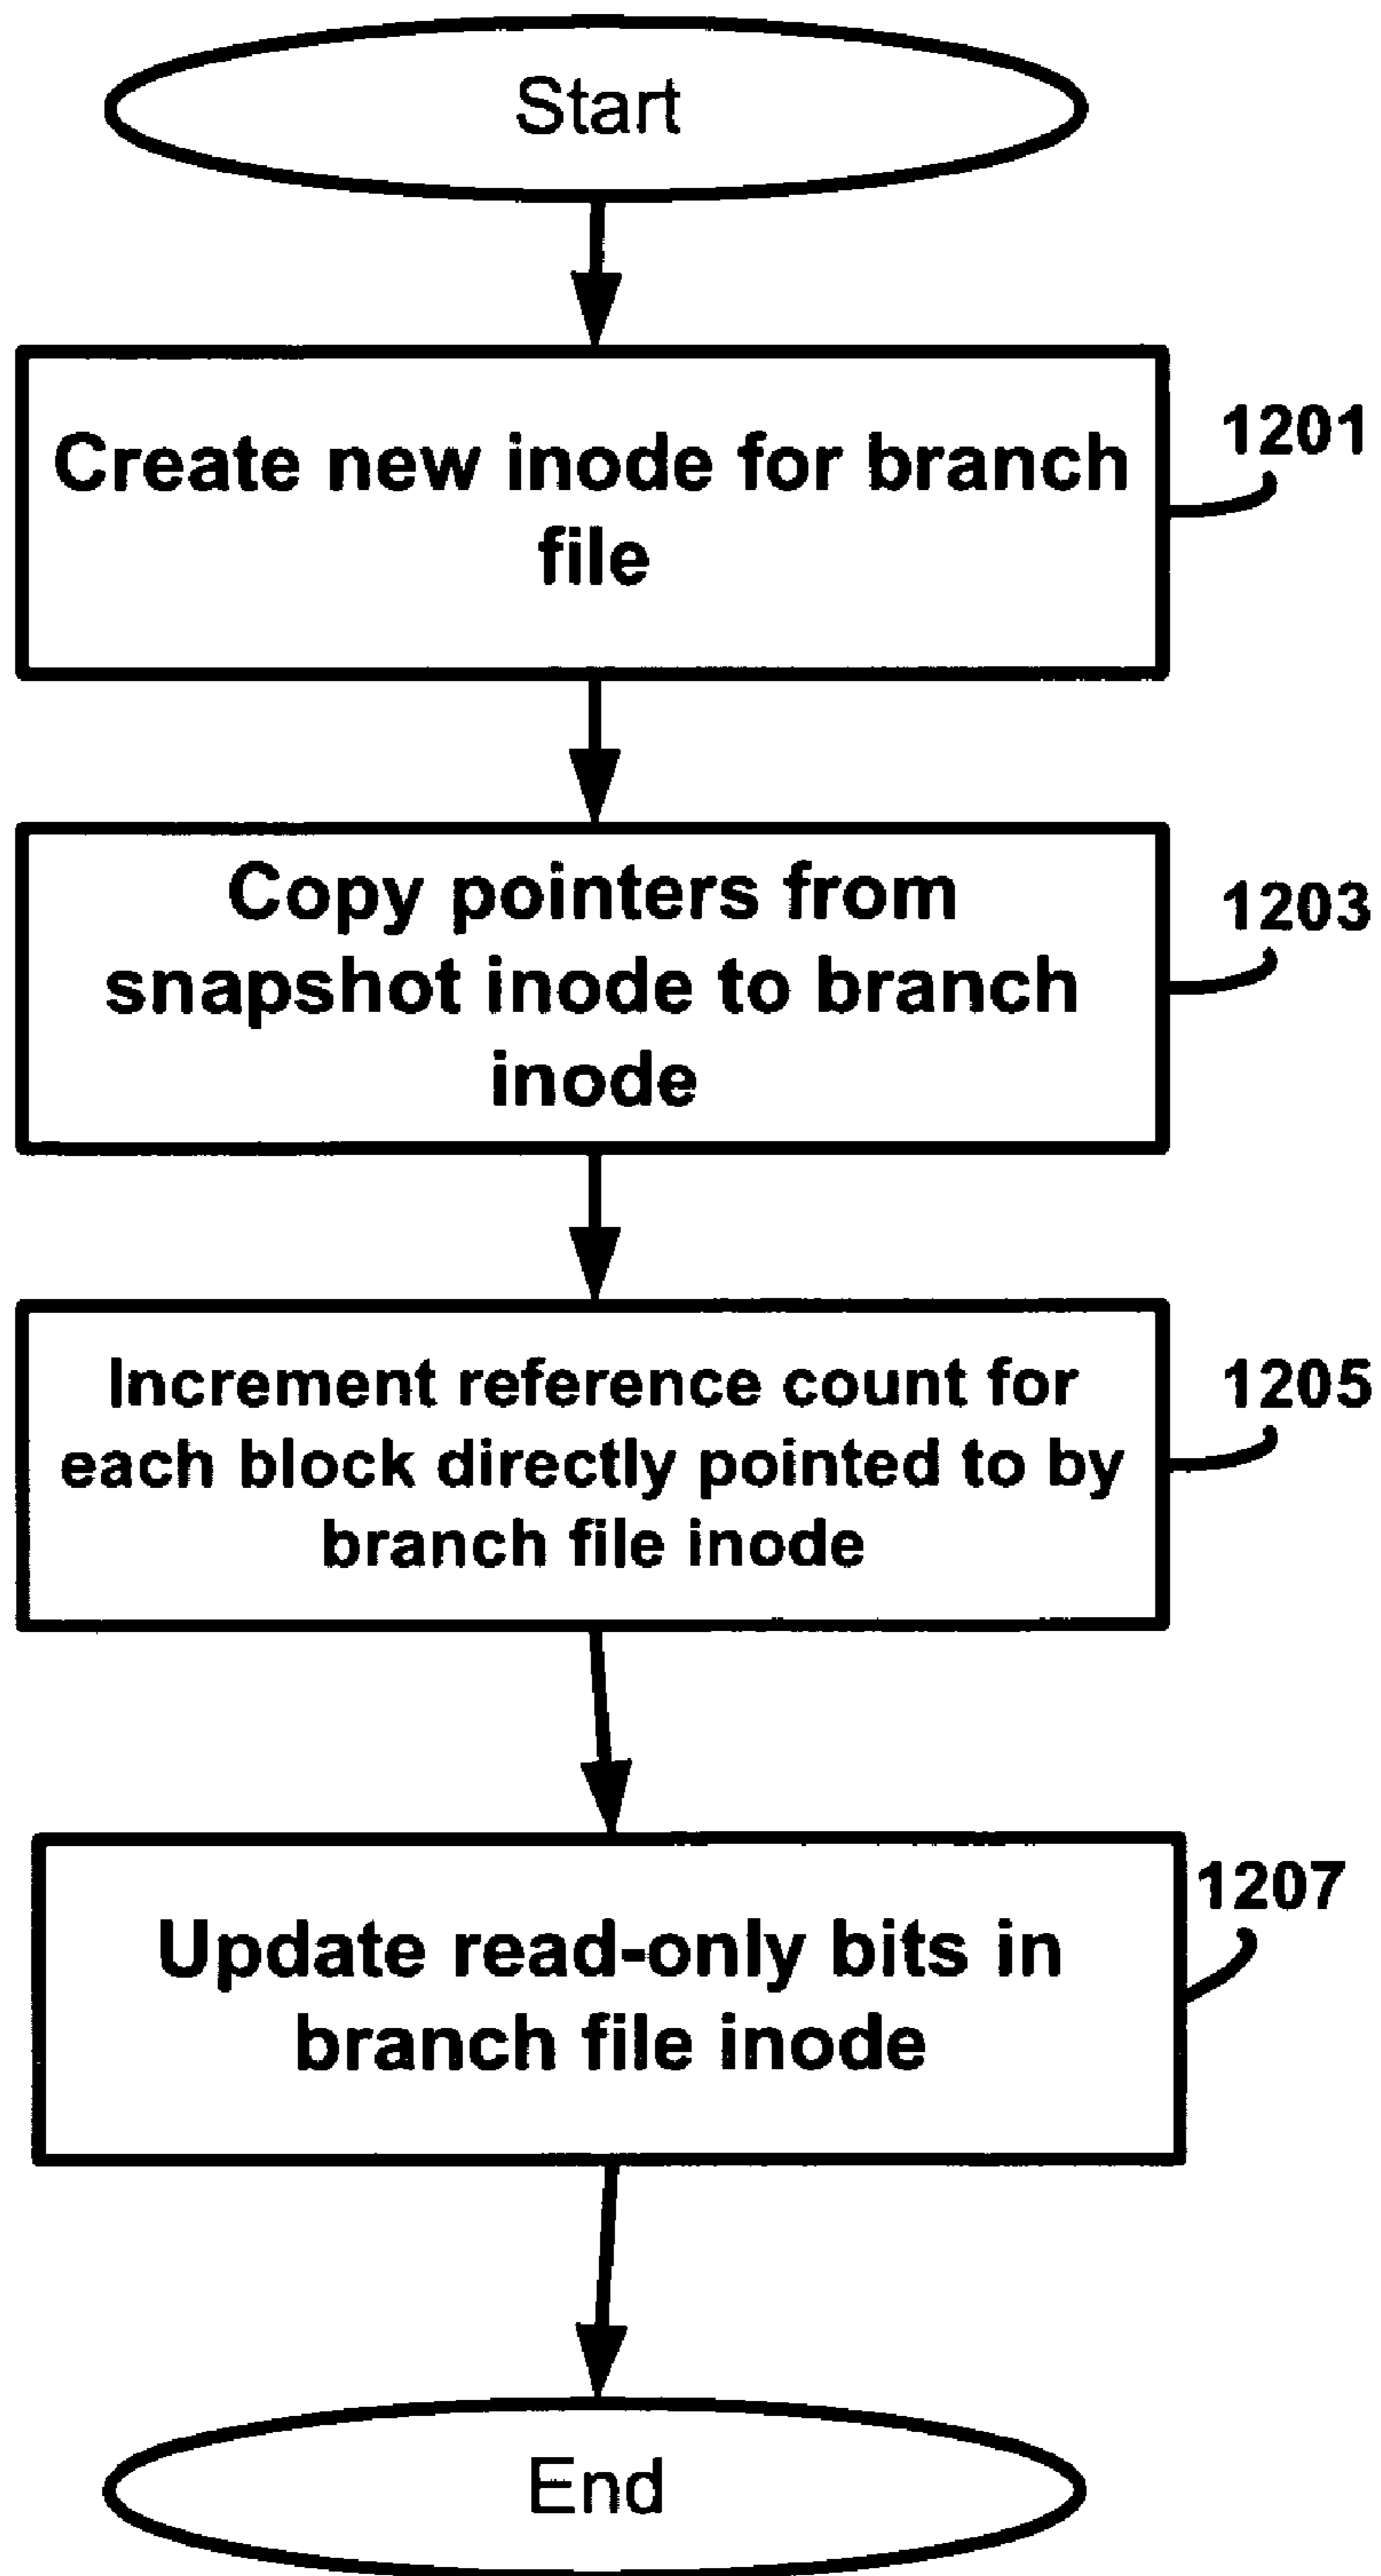 Start
Create new inode for branch
file
1201
Copy pointers from
snapshot inode to branch
inode
1203
Increment reference count for
each block directly pointed to by
branch file inode
1205
Update read-only bits in
branch file inode
1207
End